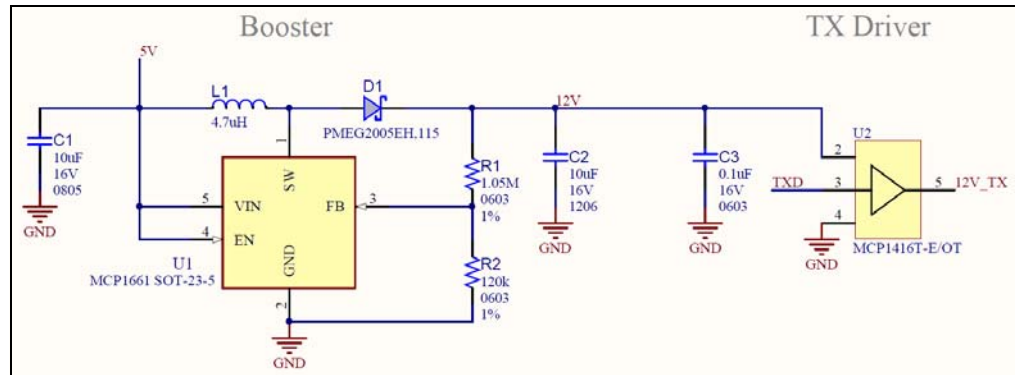 Booster
TX Driver
5V
L1
4.7uH
D1
PMEG2005EH,115
12V
C1
10uF
16V
0805
GND
1
SW
5
VIN
4
EN
FB
3
GND
2
U1
MCP1661 SOT-23-5
GND
R1
1.05M
0603
1%
R2
120k
0603
1%
C2
10uF
16V
1206
GND
C3
0.1uF
16V
0603
GND
U2
2
TXD
3
4
5
12V_TX
GND
MCP1416T-E/OT